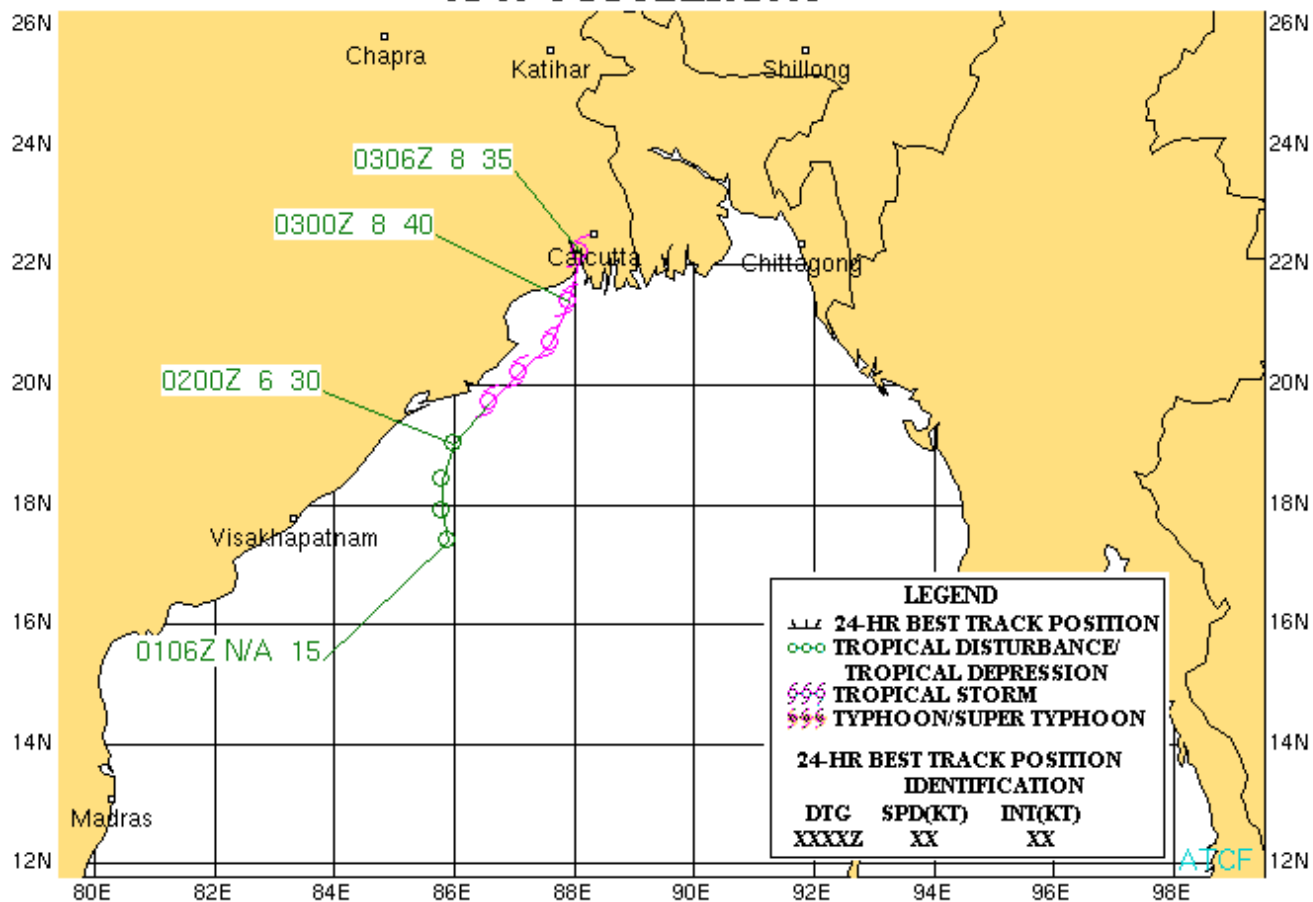 26N 26N
Chapra Katihar Shillong
24N 24N
0306Z 8 35
0300Z 8 40
Calcutta Chittagong
22N 22N
0200Z 6 30
20N 20N
18N 18N
Visakhapatnam
LEGEND
24-HR BEST TRACK POSITION
TROPICAL DISTURBANCE/
TROPICAL DEPRESSION
TROPICAL STORM
TYPHOON/SUPER TYPHOON
24-HR BEST TRACK POSITION
IDENTIFICATION
DTG SPD(KT) INT(KT)
XXXXZ XX XX
16N 16N
0106Z N/A 15
14N 14N
Madras
12N 12N
ATCF
80E 82E 84E 86E 88E 90E 92E 94E 96E 98E